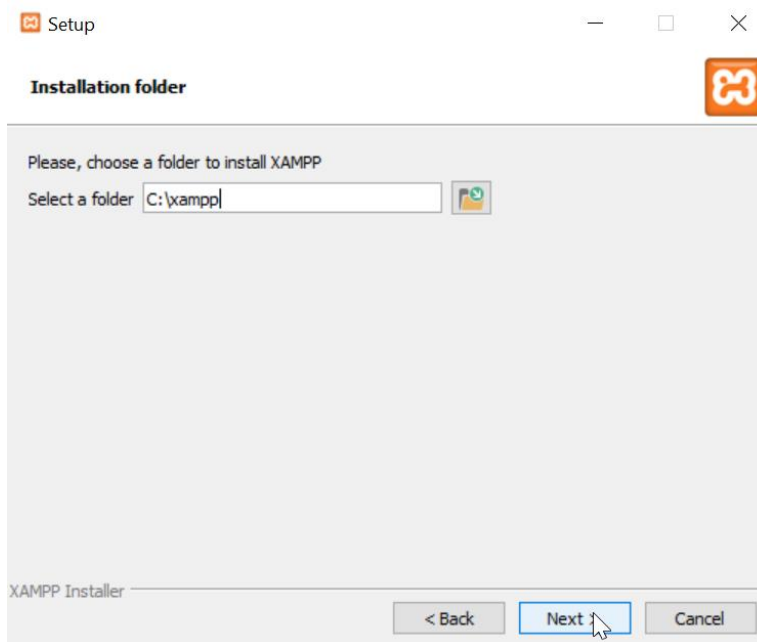 Setup
Installation folder
Please, choose a folder to install XAMPP
Select a folder C:\xampp
XAMPP Installer
< Back Next > Cancel